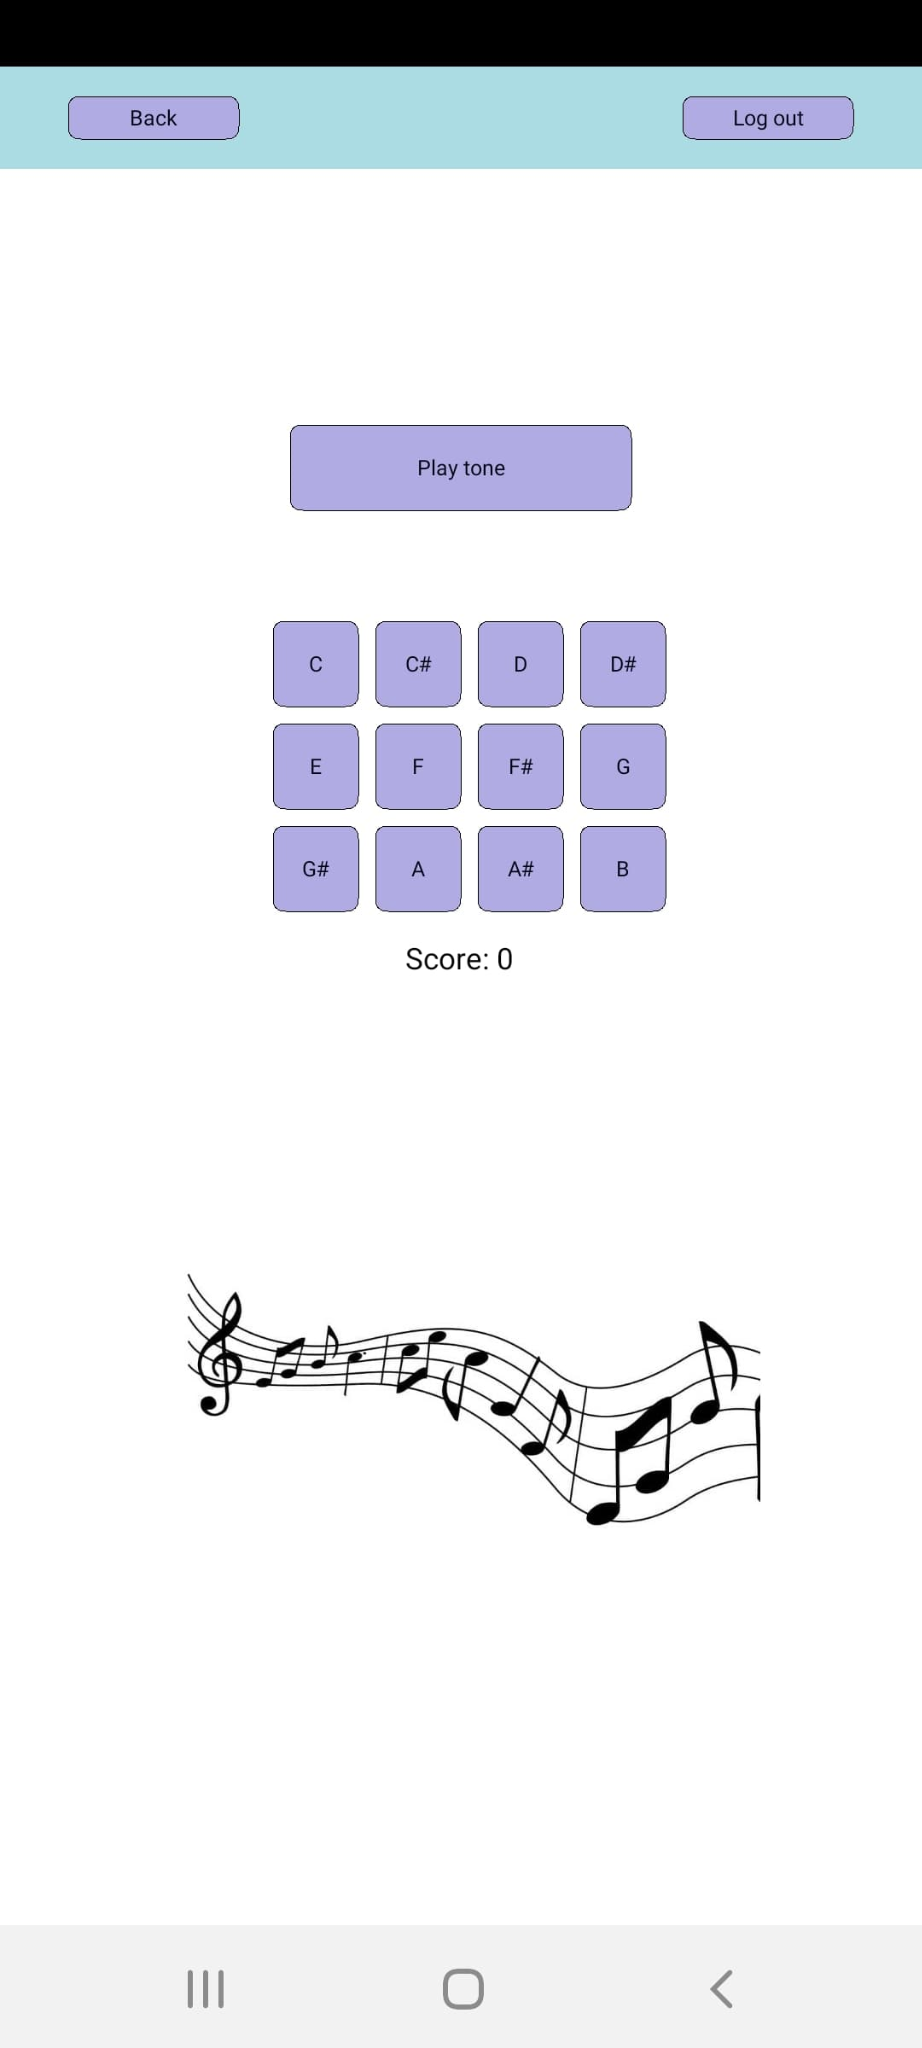 Back Log out
Play tone
C C# D D#
E F F# G
G# A A# B
Score: 0